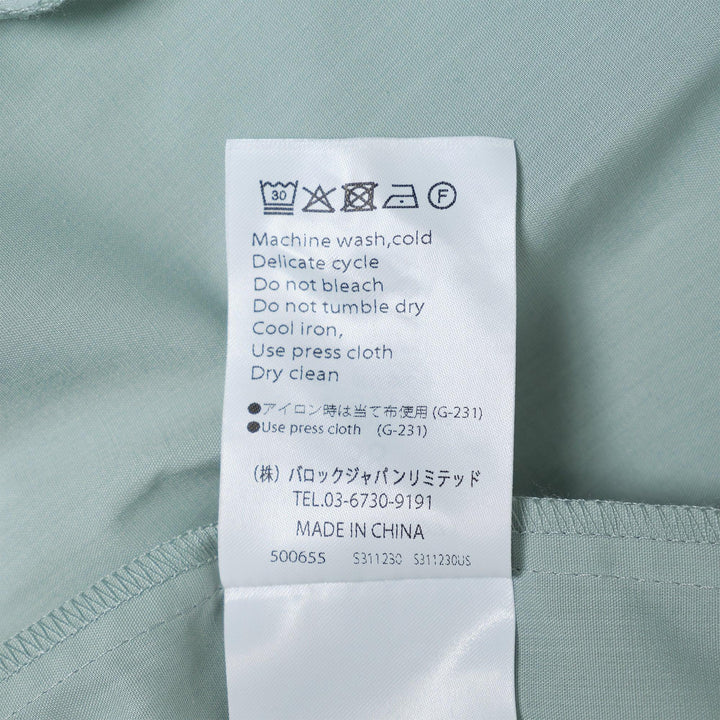 30 F
Machine wash,cold
Delicate cycle
Do not bleach
Do not tumble dry
Cool iron,
Use press cloth
Dry clean
●アイロン時は当て布使用 (G-231)
●Use press cloth (G-231)
(株) バロックジャパンリミテッド
TEL.03-6730-9191
MADE IN CHINA
500655 S311230 S311230US